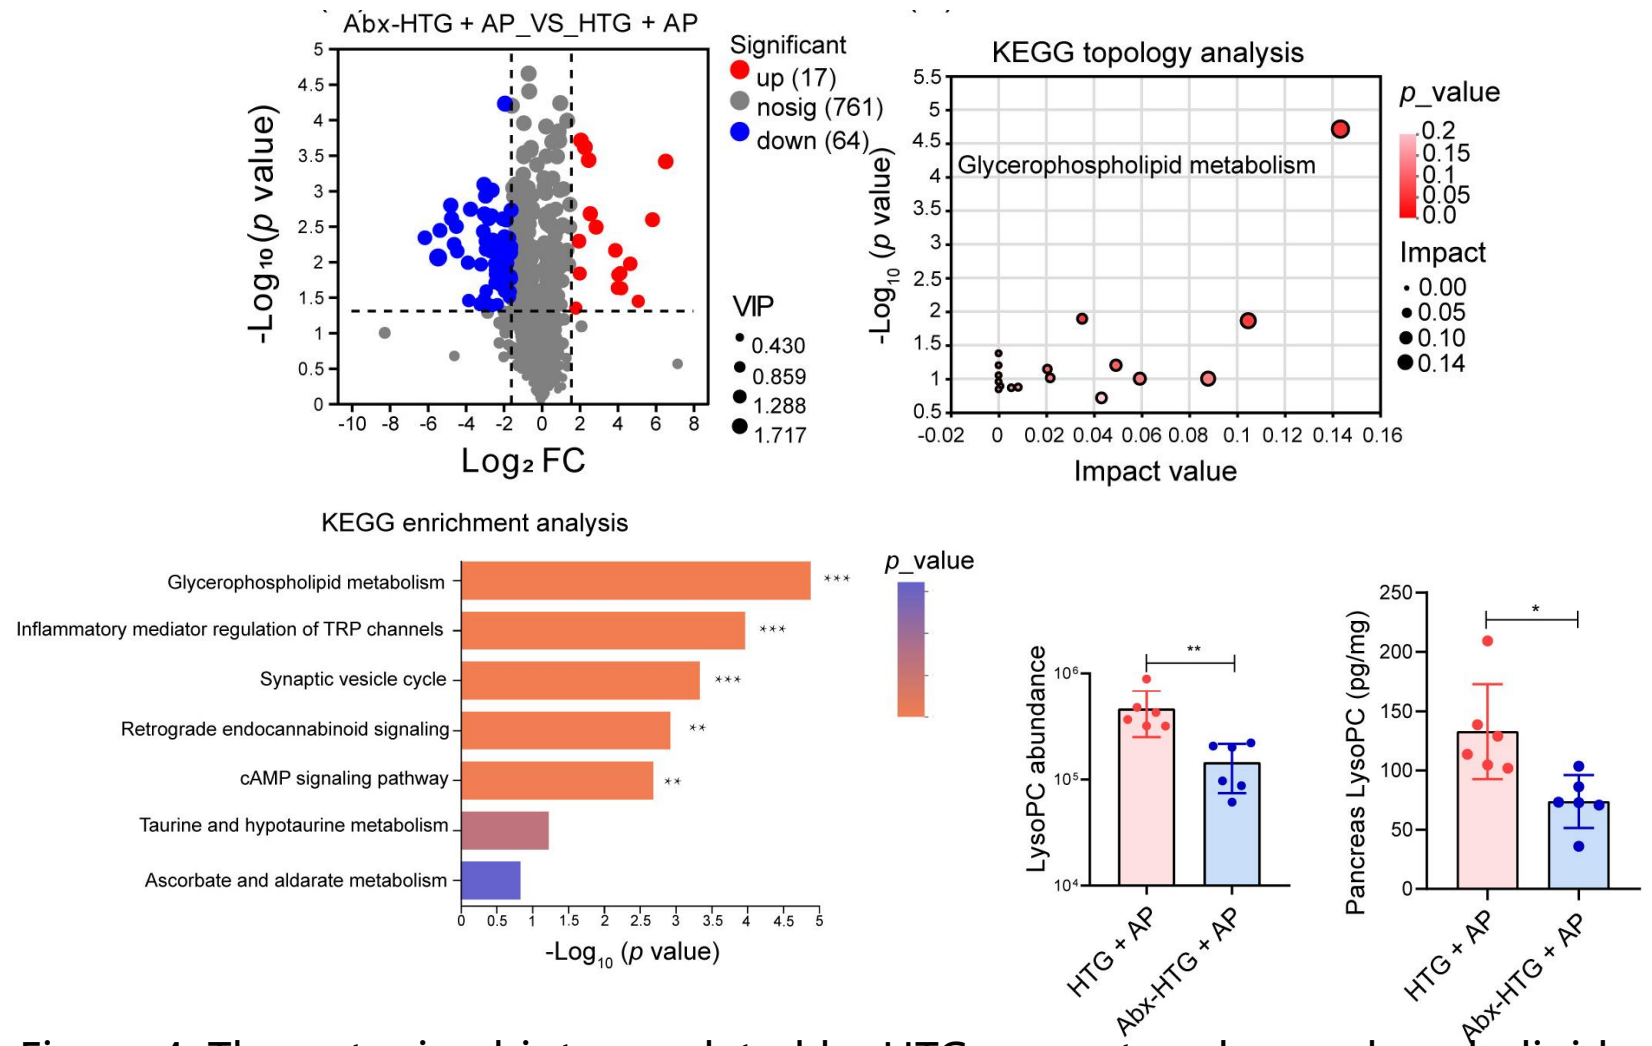 Abx-HTG + AP_VS_HTG + AP
-Log₁₀ (p value)
5
4.5
4
3.5
3
2.5
2
1.5
1
0.5
0
-10 -8 -6 -4 -2 0 2 4 6 8
Log₂ FC
Significant
up (17)
nosig (761)
down (64)
VIP
0.430
0.859
1.288
1.717
KEGG topology analysis
-Log₁₀ (p value)
5.5
5
4.5
4
3.5
3
2.5
2
1.5
1
0.5
Glycerophospholipid metabolism
-0.02 0 0.02 0.04 0.06 0.08 0.1 0.12 0.14 0.16
Impact value
p_value
0.2
0.15
0.1
0.05
0.0
Impact
0.00
0.05
0.10
0.14
KEGG enrichment analysis
Glycerophospholipid metabolism ***
Inflammatory mediator regulation of TRP channels ***
Synaptic vesicle cycle ***
Retrograde endocannabinoid signaling **
cAMP signaling pathway **
Taurine and hypotaurine metabolism
Ascorbate and aldarate metabolism
0 0.5 1 1.5 2 2.5 3 3.5 4 4.5 5
-Log₁₀ (p value)
p_value
LysoPC abundance
10⁶
10⁵
10⁴
**
HTG + AP
Abx-HTG + AP
Pancreas LysoPC (pg/mg)
250
200
150
100
50
0
*
HTG + AP
Abx-HTG + AP